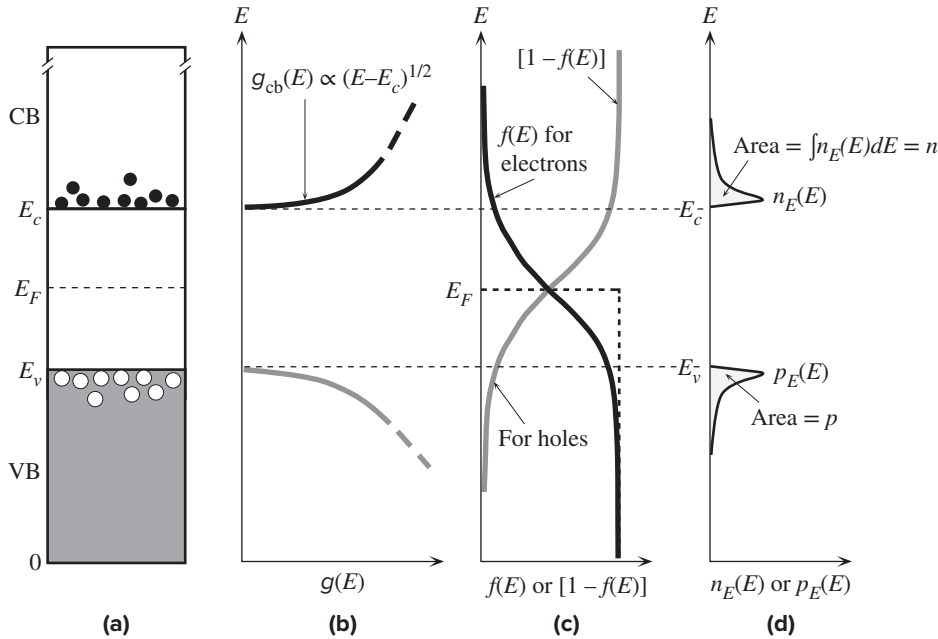 E
E
E
E
CB
E_c
E_F
E_v
VB
0
(a)
g_cb(E) ∝ (E–E_c)^1/2
g(E)
(b)
[1 – f(E)]
f(E) for
electrons
E_F
For holes
f(E) or [1 – f(E)]
(c)
Area = ∫n_E(E)dE = n
n_E(E)
E_c
E_v
p_E(E)
Area = p
n_E(E) or p_E(E)
(d)